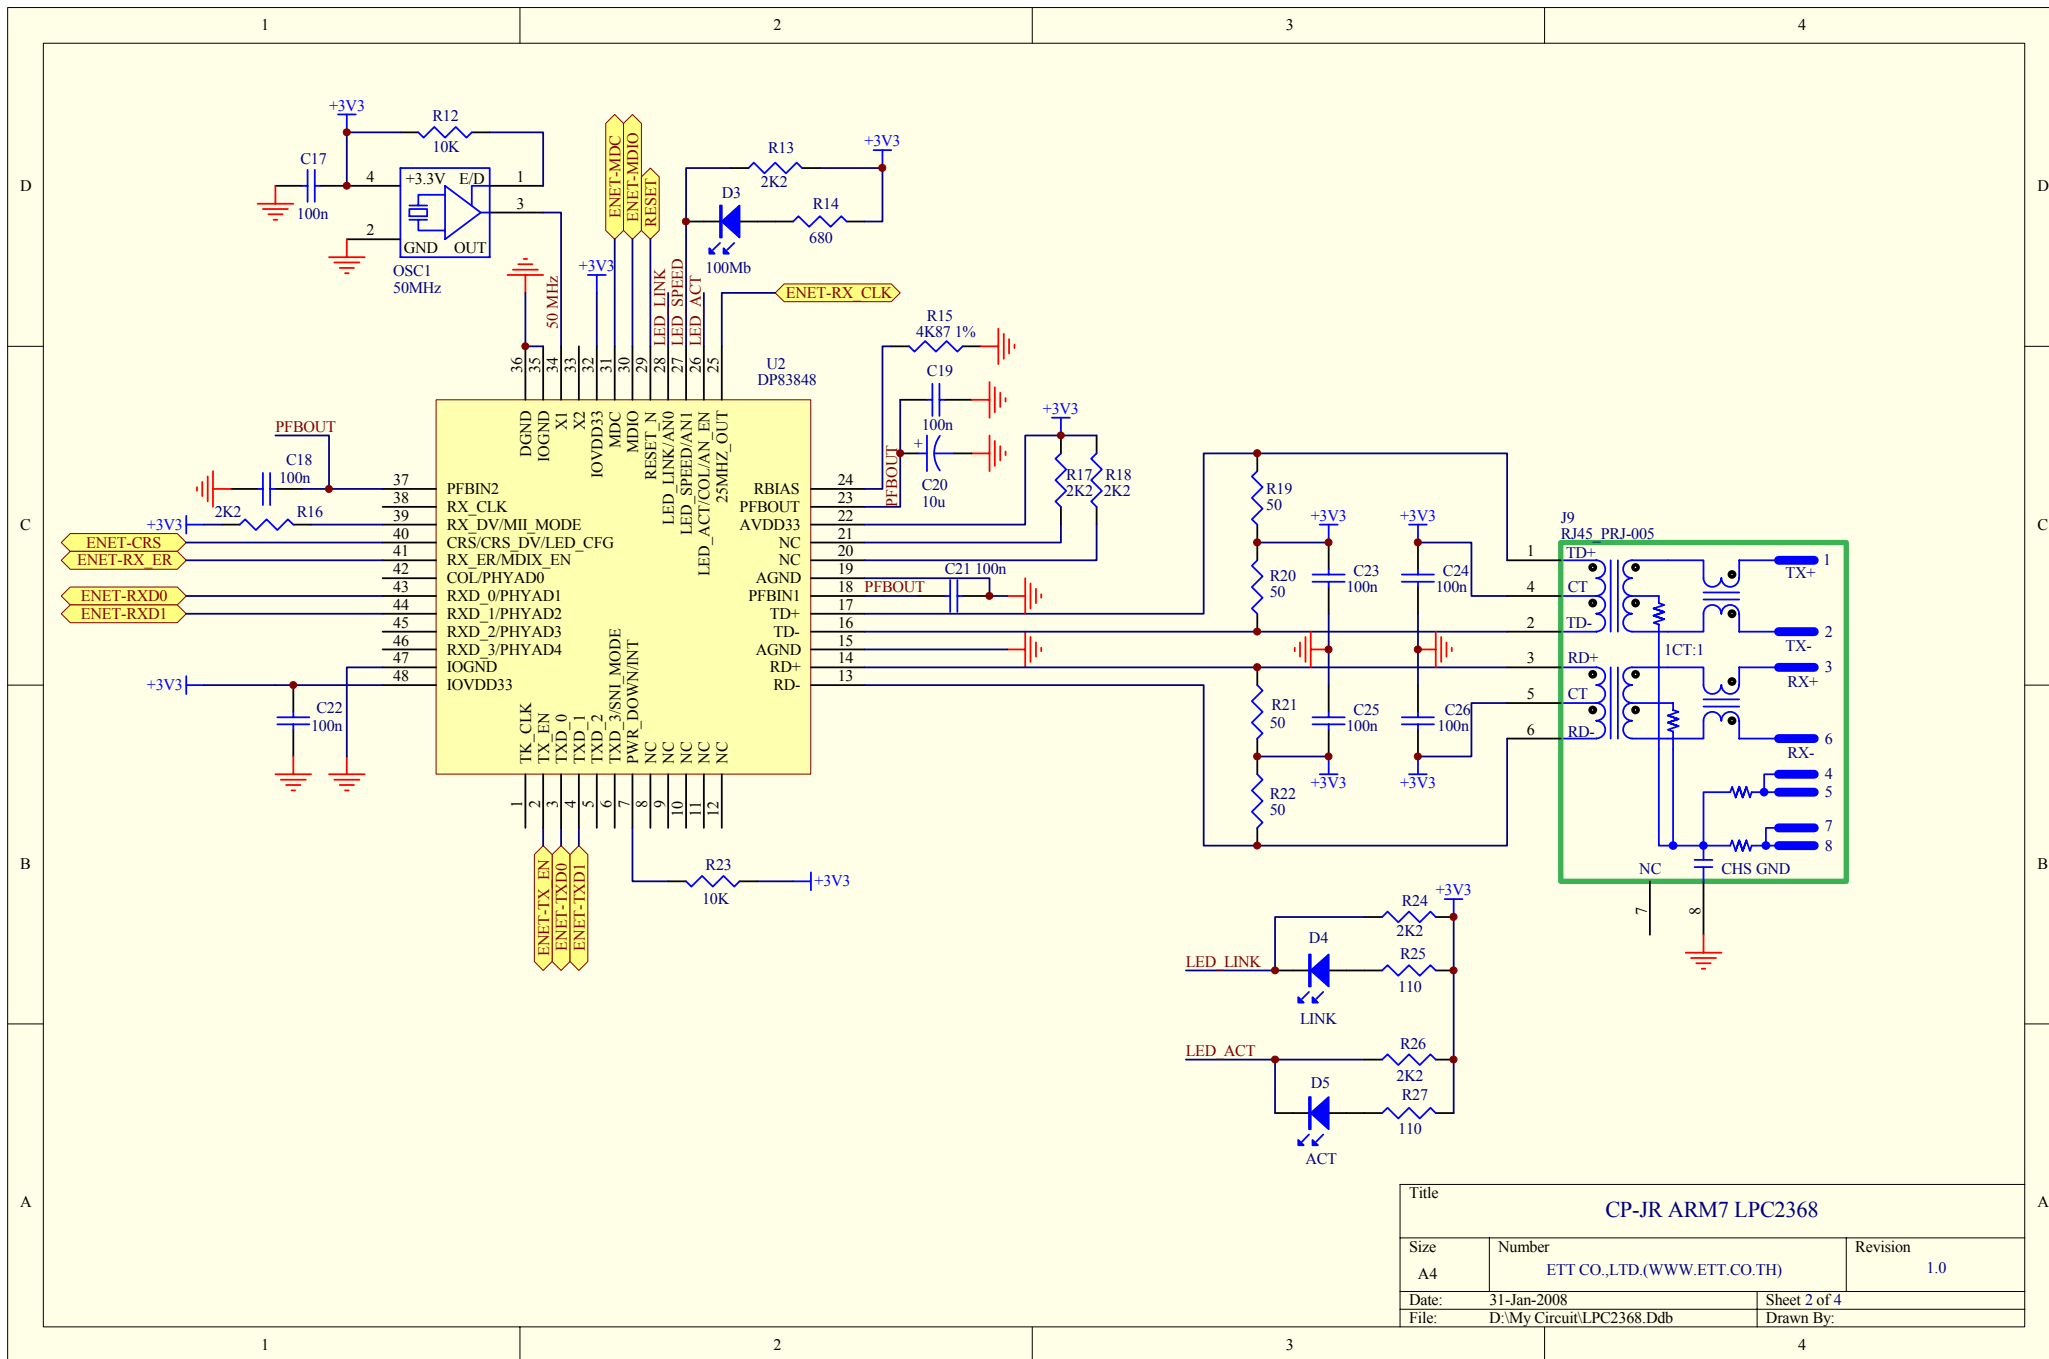 1
2
3
4
D
D
C
C
B
B
A
A
+3V3
R12
10K
C17
100n
4
+3.3V
E/D
1
3
2
GND
OUT
OSC1
50MHz
50 MHz
+3V3
ENET-MDC
ENET-MDIO
RESET
LED_LINK
LED_SPEED
LED_ACT
R13
2K2
+3V3
D3
R14
680
100Mb
ENET-RX_CLK
R15
4K87 1%
C19
100n
+
C20
10u
PFBOUT
U2
DP83848
36
35
34
33
32
31
30
29
28
27
26
25
DGND
IOGND
X1
X2
IOVDD33
MDC
MDIO
RESET_N
LED_LINK/AN0
LED_SPEED/AN1
LED_ACT/COL/AN_EN
25MHZ_OUT
PFBOUT
C18
100n
2K2
R16
+3V3
ENET-CRS
ENET-RX_ER
ENET-RXD0
ENET-RXD1
+3V3
C22
100n
37
38
39
40
41
42
43
44
45
46
47
48
PFBIN2
RX_CLK
RX_DV/MII_MODE
CRS/CRS_DV/LED_CFG
RX_ER/MDIX_EN
COL/PHYAD0
RXD_0/PHYAD1
RXD_1/PHYAD2
RXD_2/PHYAD3
RXD_3/PHYAD4
IOGND
IOVDD33
RBIAS
PFBOUT
AVDD33
NC
NC
AGND
PFBIN1
TD+
TD-
AGND
RD+
RD-
24
23
22
21
20
19
18
17
16
15
14
13
TK_CLK
TX_EN
TXD_0
TXD_1
TXD_2
TXD_3/SNI_MODE
PWR_DOWN/INT
NC
NC
NC
NC
NC
1
2
3
4
5
6
7
8
9
10
11
12
ENET-TX_EN
ENET-TXD0
ENET-TXD1
R23
10K
+3V3
+3V3
R17
2K2
R18
2K2
PFBOUT
C21 100n
R19
50
R20
50
R21
50
R22
50
+3V3
+3V3
C23
100n
C24
100n
C25
100n
C26
100n
+3V3
+3V3
J9
RJ45_PRJ-005
1
4
2
3
5
6
TD+
CT
TD-
RD+
CT
RD-
1CT:1
1
TX+
2
TX-
3
RX+
6
RX-
4
5
7
8
NC
CHS GND
7
8
+3V3
R24
2K2
D4
R25
110
LED_LINK
LINK
LED_ACT
R26
2K2
D5
R27
110
ACT
Title
CP-JR ARM7 LPC2368
Size
Number
Revision
A4
ETT CO.,LTD.(WWW.ETT.CO.TH)
1.0
Date:
31-Jan-2008
Sheet 2 of 4
File:
D:\My Circuit\LPC2368.Ddb
Drawn By:
1
2
3
4